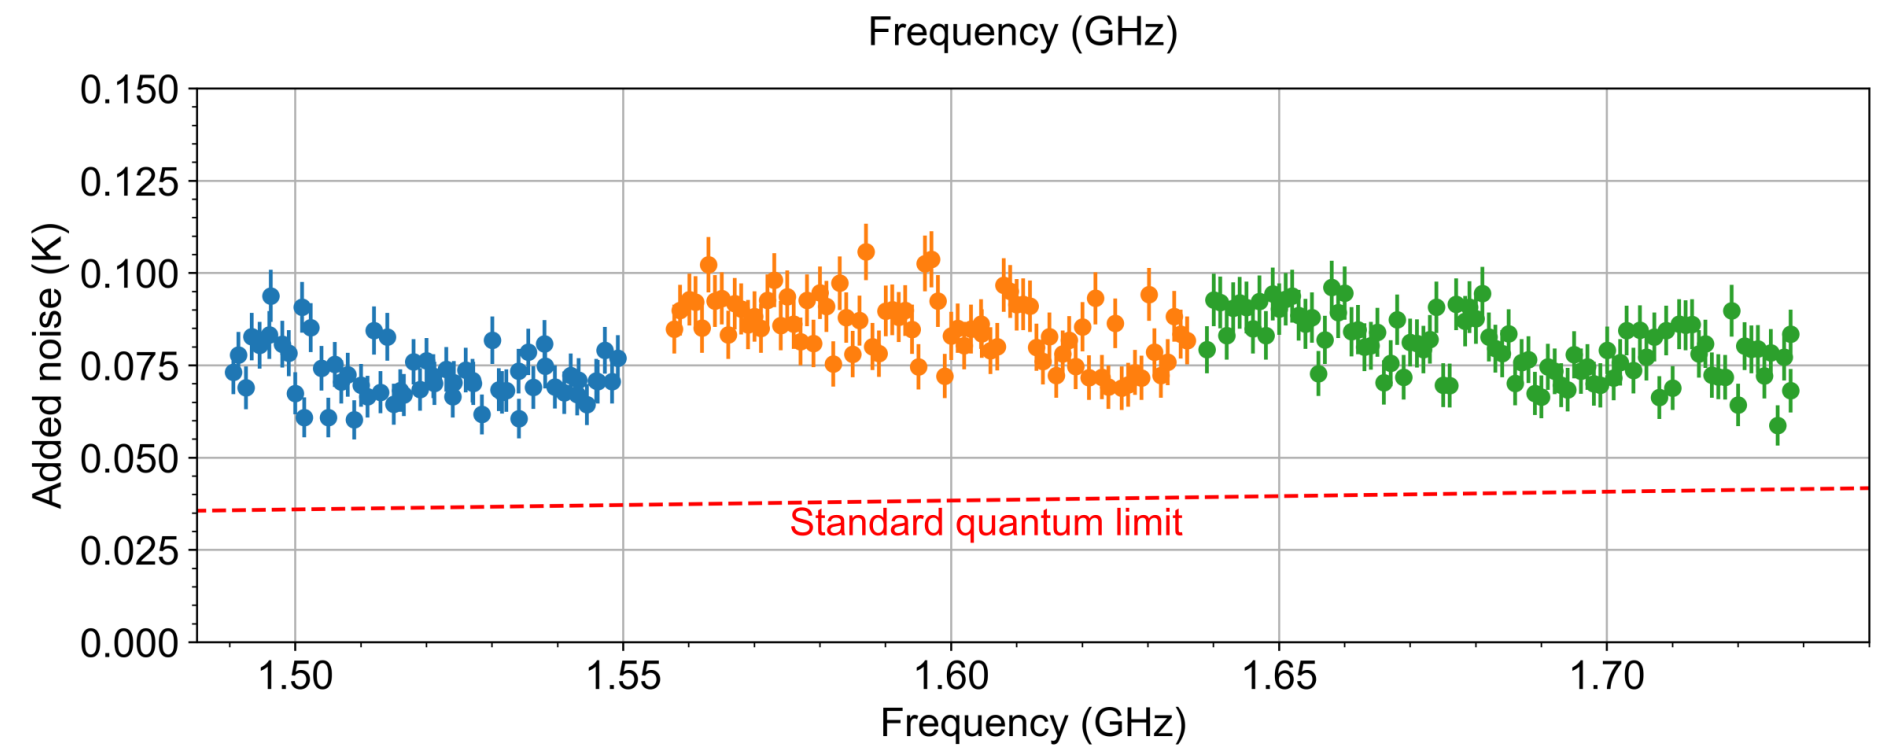 Frequency (GHz)
0.150
0.125
0.100
0.075
0.050
0.025
0.000
Added noise (K)
Standard quantum limit
1.50 1.55 1.60 1.65 1.70
Frequency (GHz)